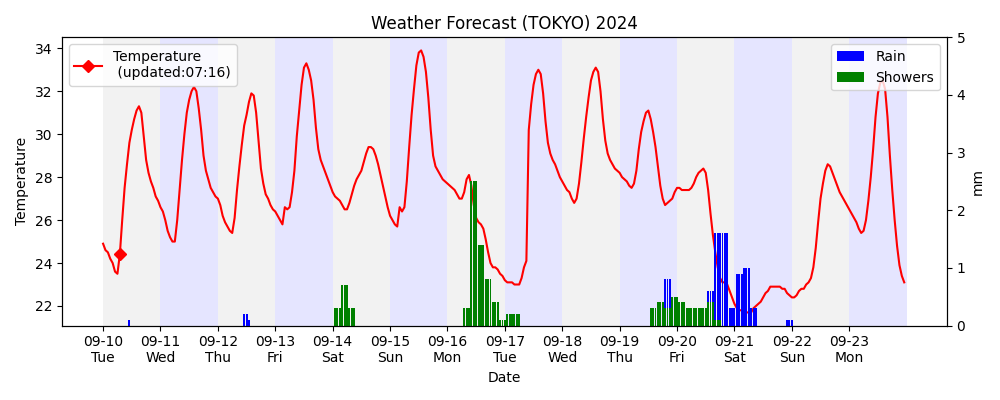 Weather Forecast (TOKYO) 2024
Temperature
(updated:07:16)
Rain
Showers
34
32
30
28
26
24
22
Temperature
5
4
3
2
1
0
mm
09-10 09-11 09-12 09-13 09-14 09-15 09-16 09-17 09-18 09-19 09-20 09-21 09-22 09-23
Tue Wed Thu Fri Sat Sun Mon Tue Wed Thu Fri Sat Sun Mon
Date